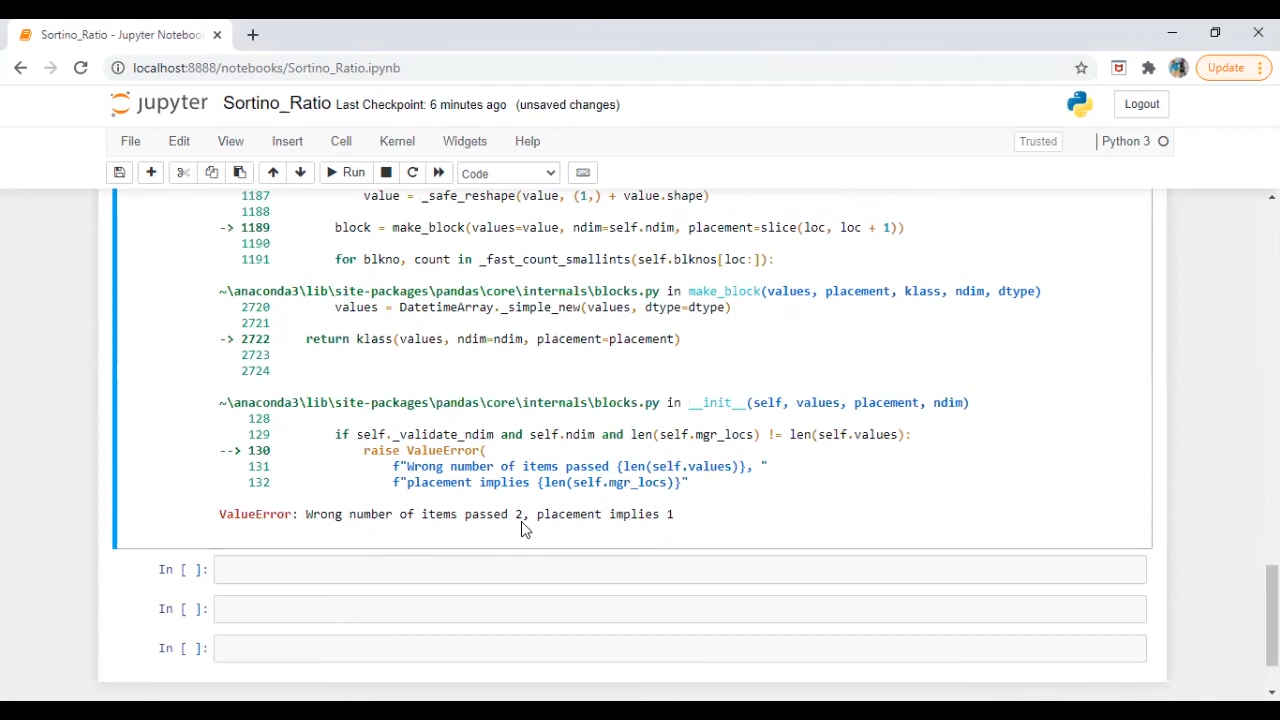 Sortino_Ratio - Jupyter Noteboo
localhost:8888/notebooks/Sortino_Ratio.ipynb
Update
jupyter Sortino_Ratio Last Checkpoint: 6 minutes ago (unsaved changes)
Logout
File Edit View Insert Cell Kernel Widgets Help
Trusted
Python 3
Run
Code
1187 value = _safe_reshape(value, (1,) + value.shape)
1188
-> 1189 block = make_block(values=value, ndim=self.ndim, placement=slice(loc, loc + 1))
1190
1191 for blkno, count in _fast_count_smallints(self.blknos[loc:]):
~\anaconda3\lib\site-packages\pandas\core\internals\blocks.py in make_block(values, placement, klass, ndim, dtype)
2720 values = DatetimeArray._simple_new(values, dtype=dtype)
2721
-> 2722 return klass(values, ndim=ndim, placement=placement)
2723
2724
~\anaconda3\lib\site-packages\pandas\core\internals\blocks.py in __init__(self, values, placement, ndim)
128
129 if self._validate_ndim and self.ndim and len(self.mgr_locs) != len(self.values):
--> 130 raise ValueError(
131 f"Wrong number of items passed {len(self.values)}, "
132 f"placement implies {len(self.mgr_locs)}"
ValueError: Wrong number of items passed 2, placement implies 1
In [ ]:
In [ ]:
In [ ]: